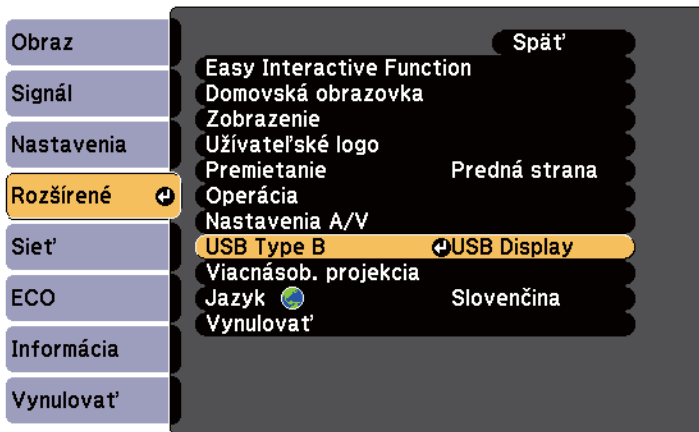 Obraz
Signál
Nastavenia
Rozšírené
Sieť
ECO
Informácia
Vynulovať
Späť
Easy Interactive Function
Domovská obrazovka
Zobrazenie
Užívateľské logo
Premietanie Predná strana
Operácia
Nastavenia A/V
USB Type B USB Display
Viacnásob. projekcia
Jazyk Slovenčina
Vynulovať